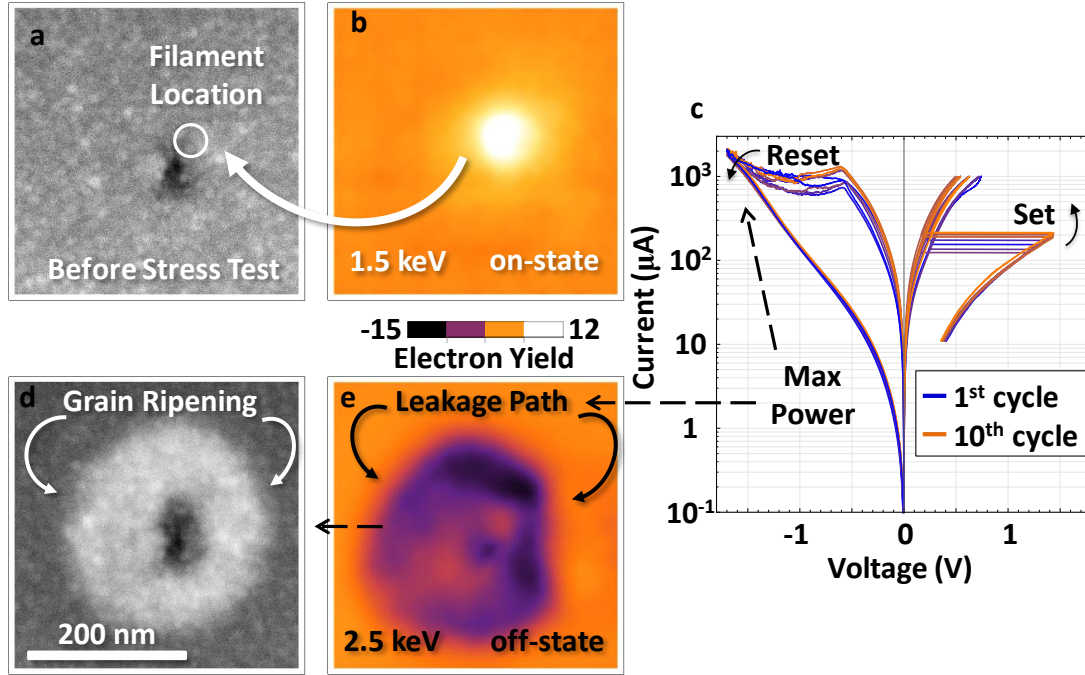 a
Filament
Location
Before Stress Test
b
1.5 keV on-state
-15 12
Electron Yield
c
Reset
Set
Max
Power
1st cycle
10th cycle
Current (μA)
10³
10²
10
1
10⁻¹
-1 0 1
Voltage (V)
d
Grain Ripening
200 nm
e
Leakage Path
2.5 keV off-state